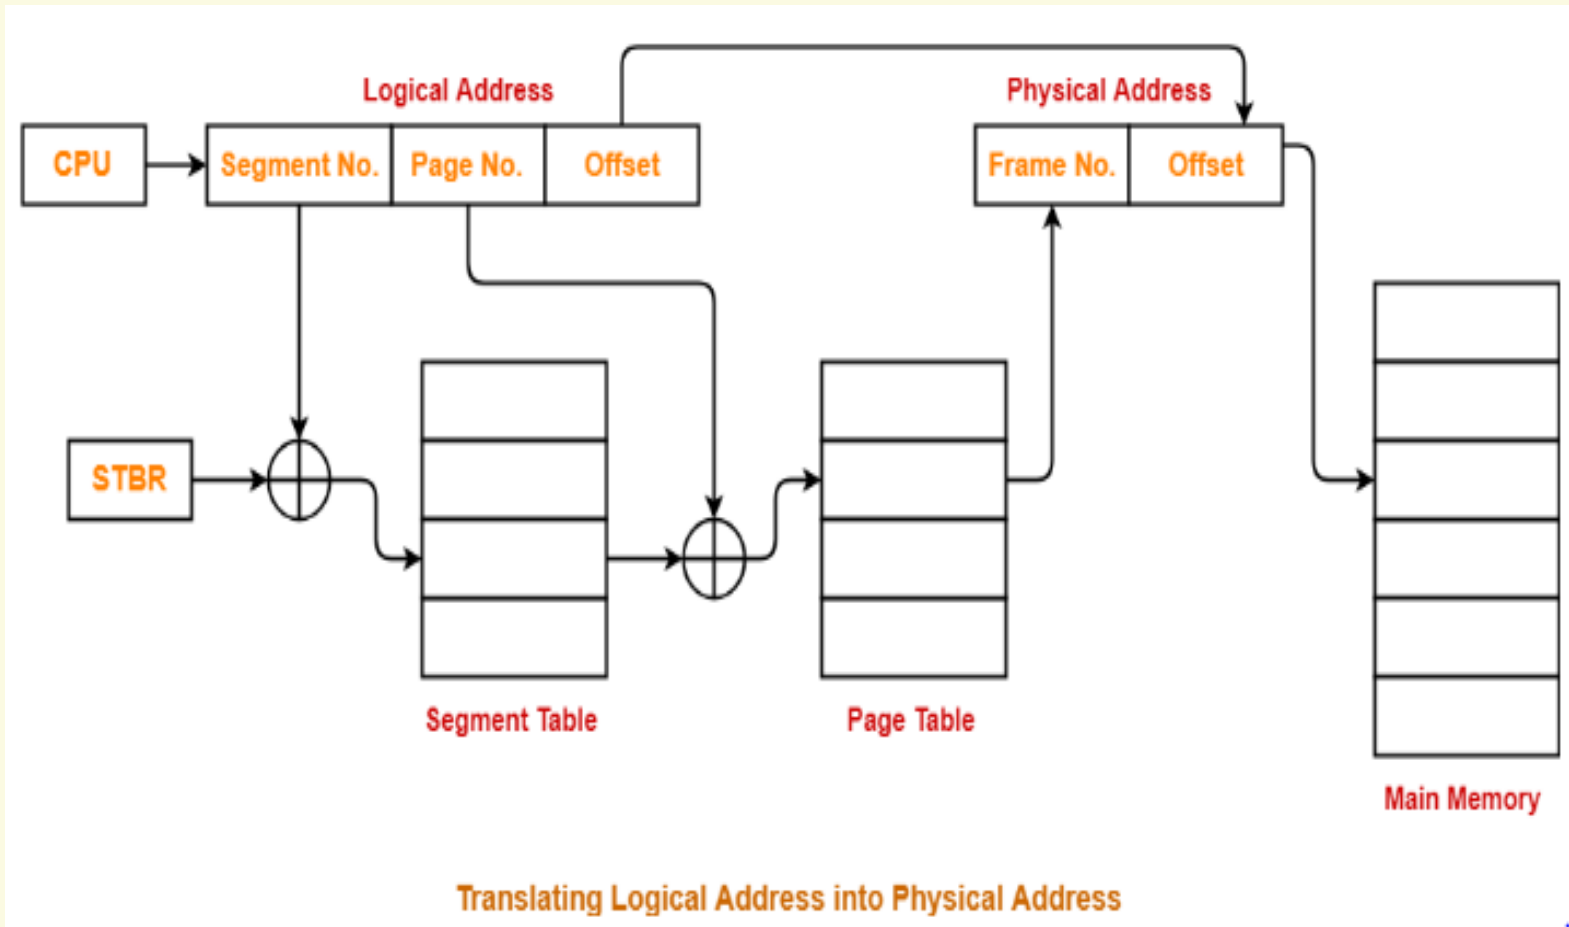 Logical Address
Physical Address
CPU
Segment No.
Page No.
Offset
Frame No.
Offset
STBR
Segment Table
Page Table
Main Memory
Translating Logical Address into Physical Address